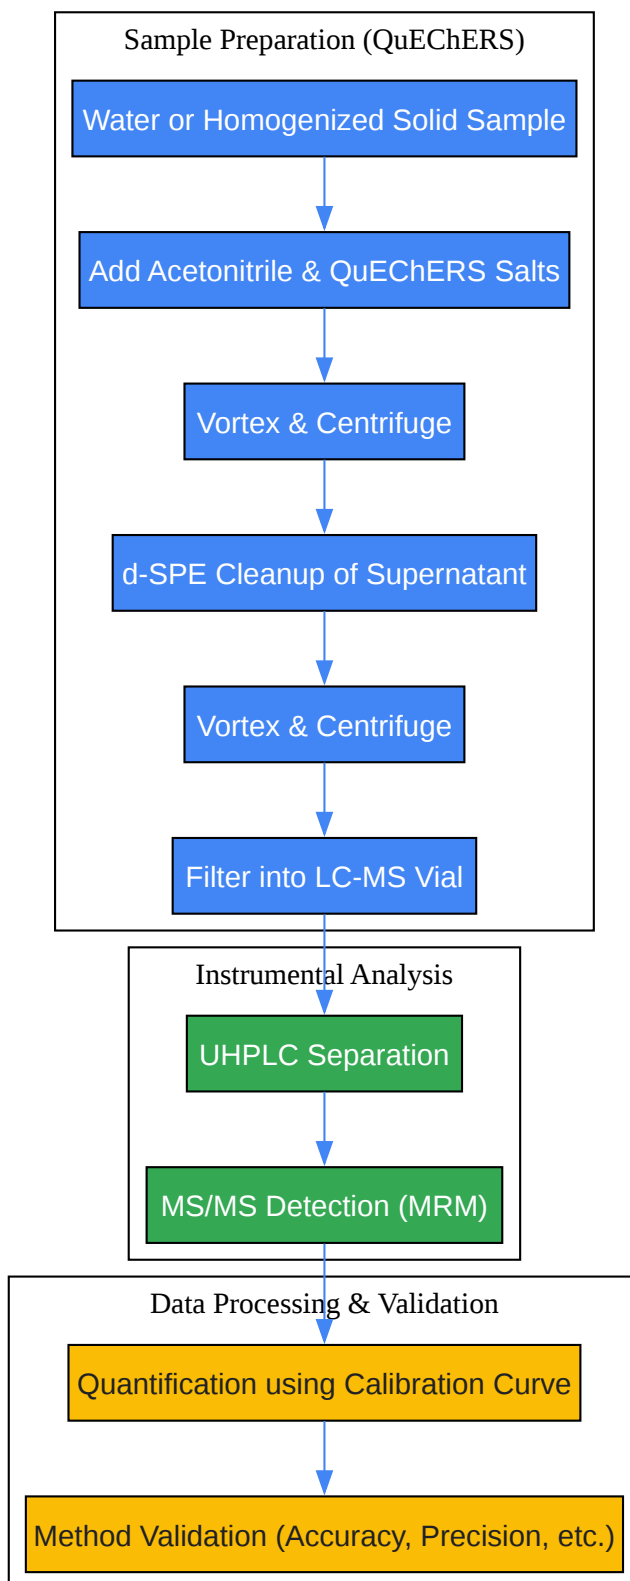 Sample Preparation (QuEChERS)
Water or Homogenized Solid Sample
Add Acetonitrile & QuEChERS Salts
Vortex & Centrifuge
d-SPE Cleanup of Supernatant
Vortex & Centrifuge
Filter into LC-MS Vial
Instrumental Analysis
UHPLC Separation
MS/MS Detection (MRM)
Data Processing & Validation
Quantification using Calibration Curve
Method Validation (Accuracy, Precision, etc.)